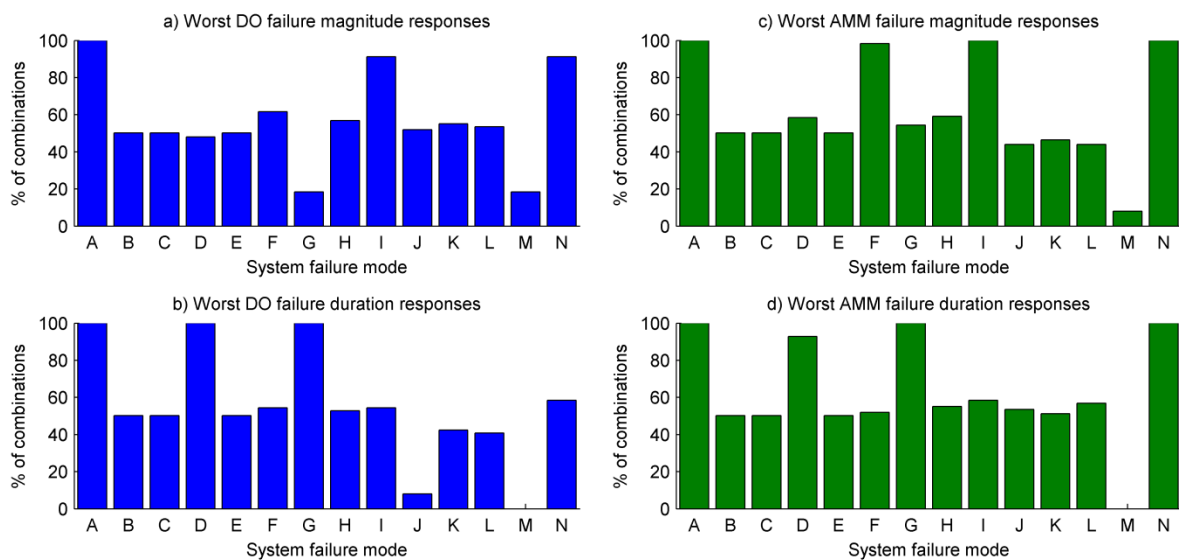 a) Worst DO failure magnitude responses
% of combinations
100
80
60
40
20
0
A B C D E F G H I J K L M N
System failure mode
b) Worst DO failure duration responses
% of combinations
100
80
60
40
20
0
A B C D E F G H I J K L M N
System failure mode
c) Worst AMM failure magnitude responses
% of combinations
100
80
60
40
20
0
A B C D E F G H I J K L M N
System failure mode
d) Worst AMM failure duration responses
% of combinations
100
80
60
40
20
0
A B C D E F G H I J K L M N
System failure mode